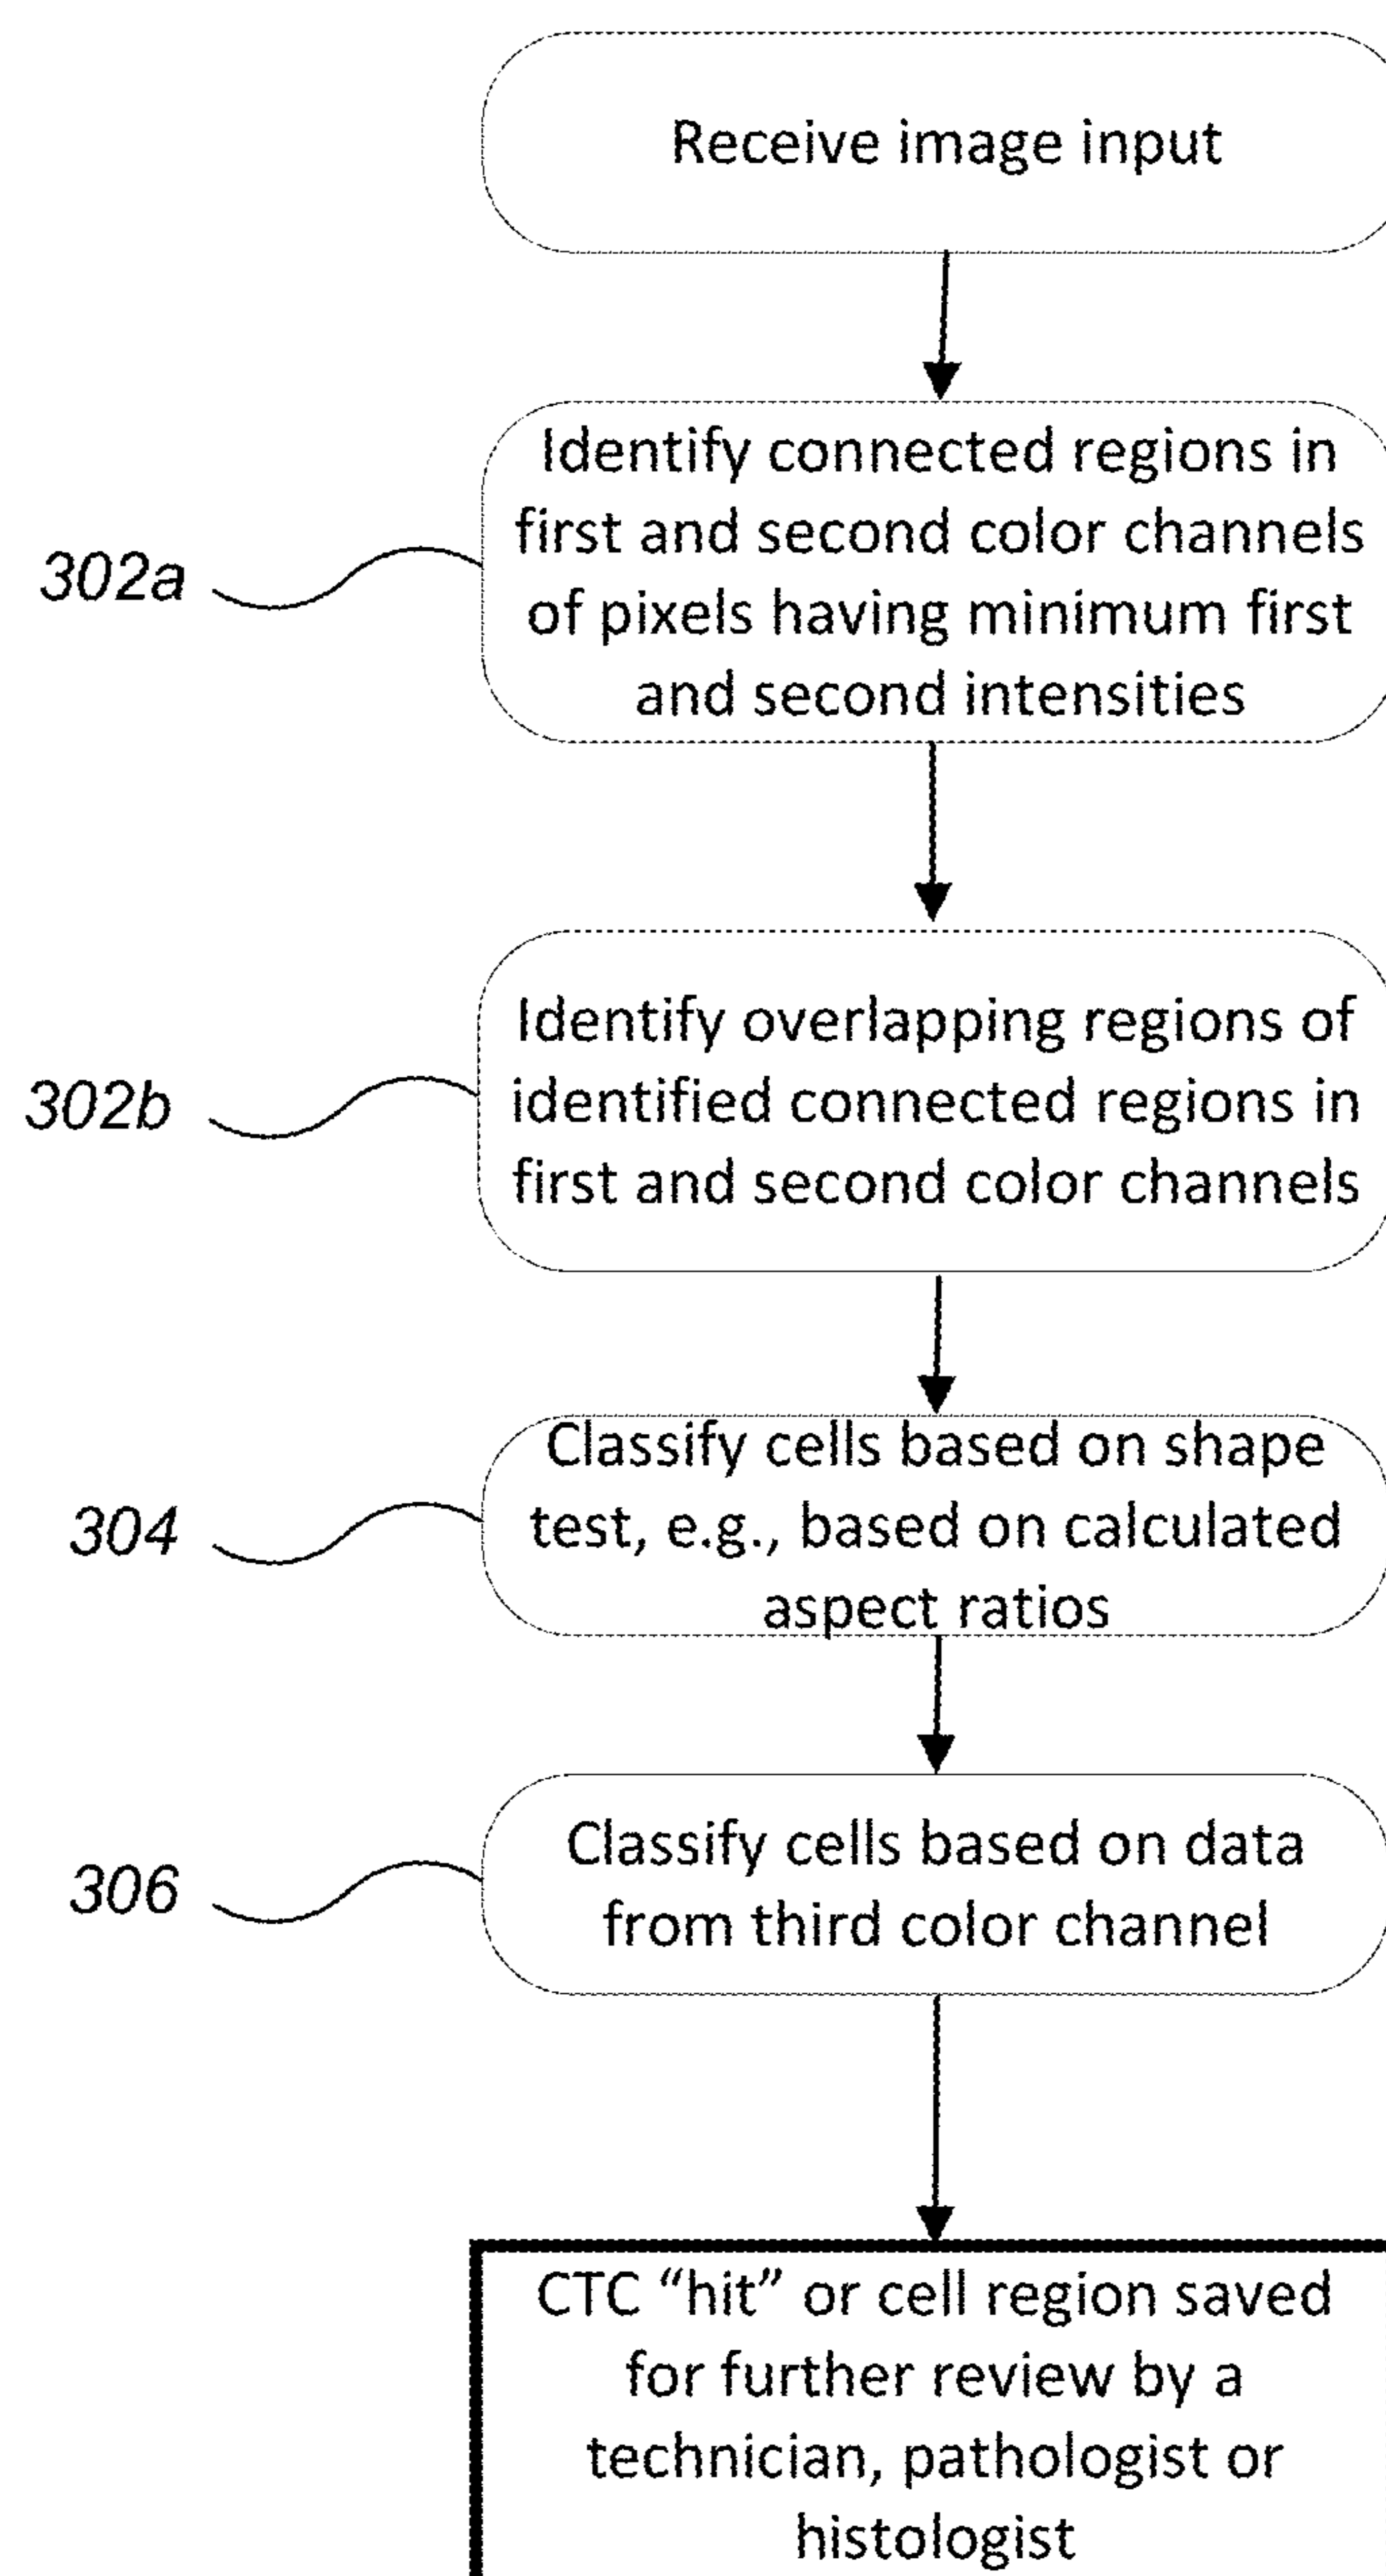 Receive image input
Identify connected regions in
first and second color channels
302a
of pixels having minimum first
and second intensities
Identify overlapping regions of
302b
identified connected regions in
first and second color channels
Classify cells based on shape
304
test, e.g., based on calculated
aspect ratios
Classify cells based on data
306
from third color channel
CTC “hit” or cell region saved
for further review by a
technician, pathologist or
histologist